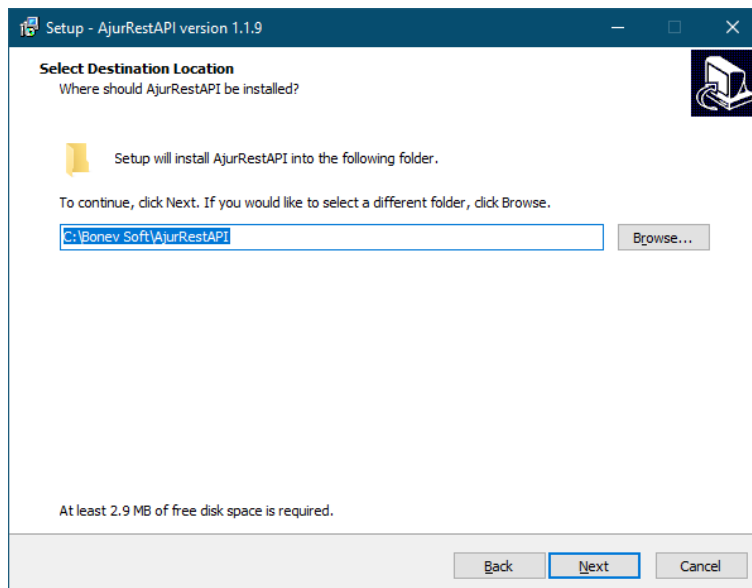 Setup - AjurRestAPI version 1.1.9
Select Destination Location
Where should AjurRestAPI be installed?
Setup will install AjurRestAPI into the following folder.
To continue, click Next. If you would like to select a different folder, click Browse.
C:\Bonev Soft\AjurRestAPI
Browse...
At least 2.9 MB of free disk space is required.
Back
Next
Cancel